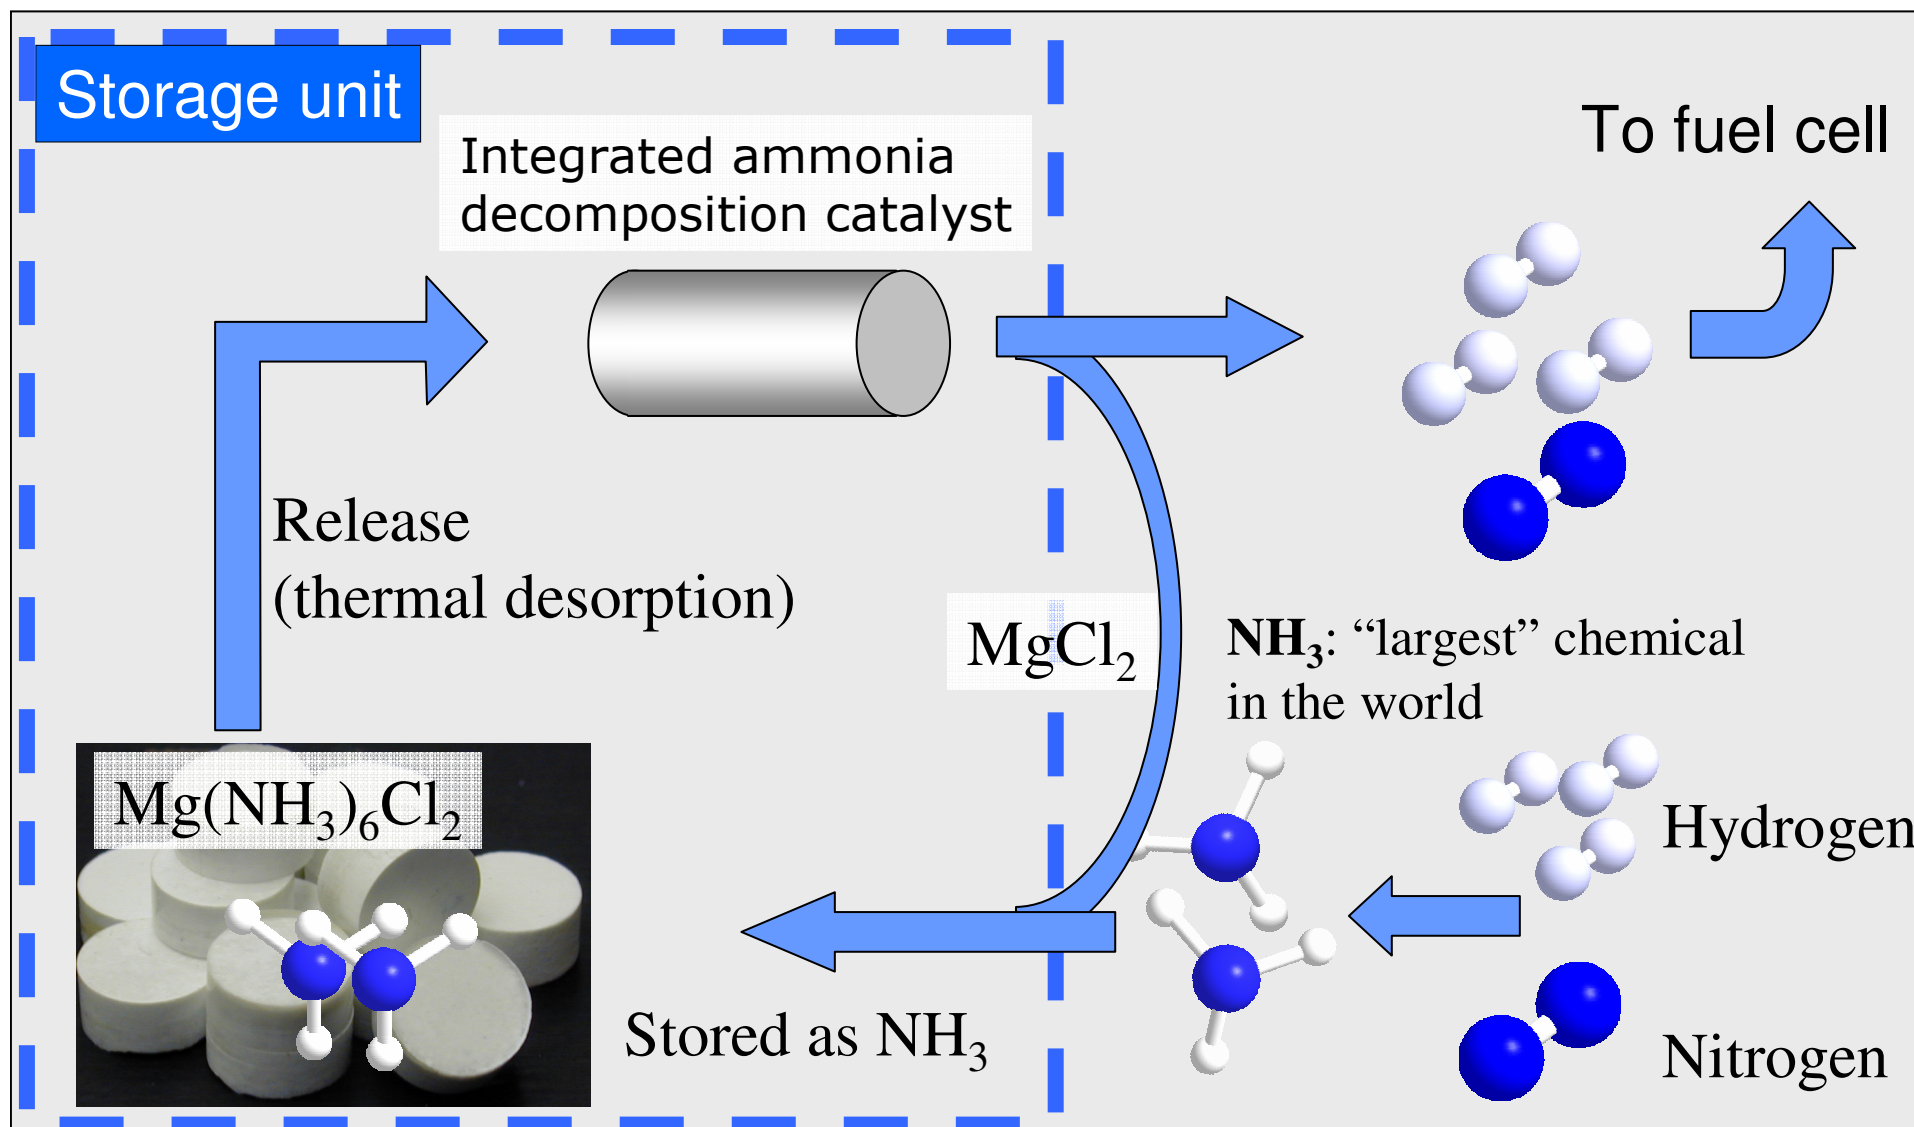 Storage unit
Integrated ammonia
decomposition catalyst
To fuel cell
Release
(thermal desorption)
MgCl₂
NH₃: “largest” chemical
in the world
Mg(NH₃)₆Cl₂
Hydrogen
Stored as NH₃
Nitrogen